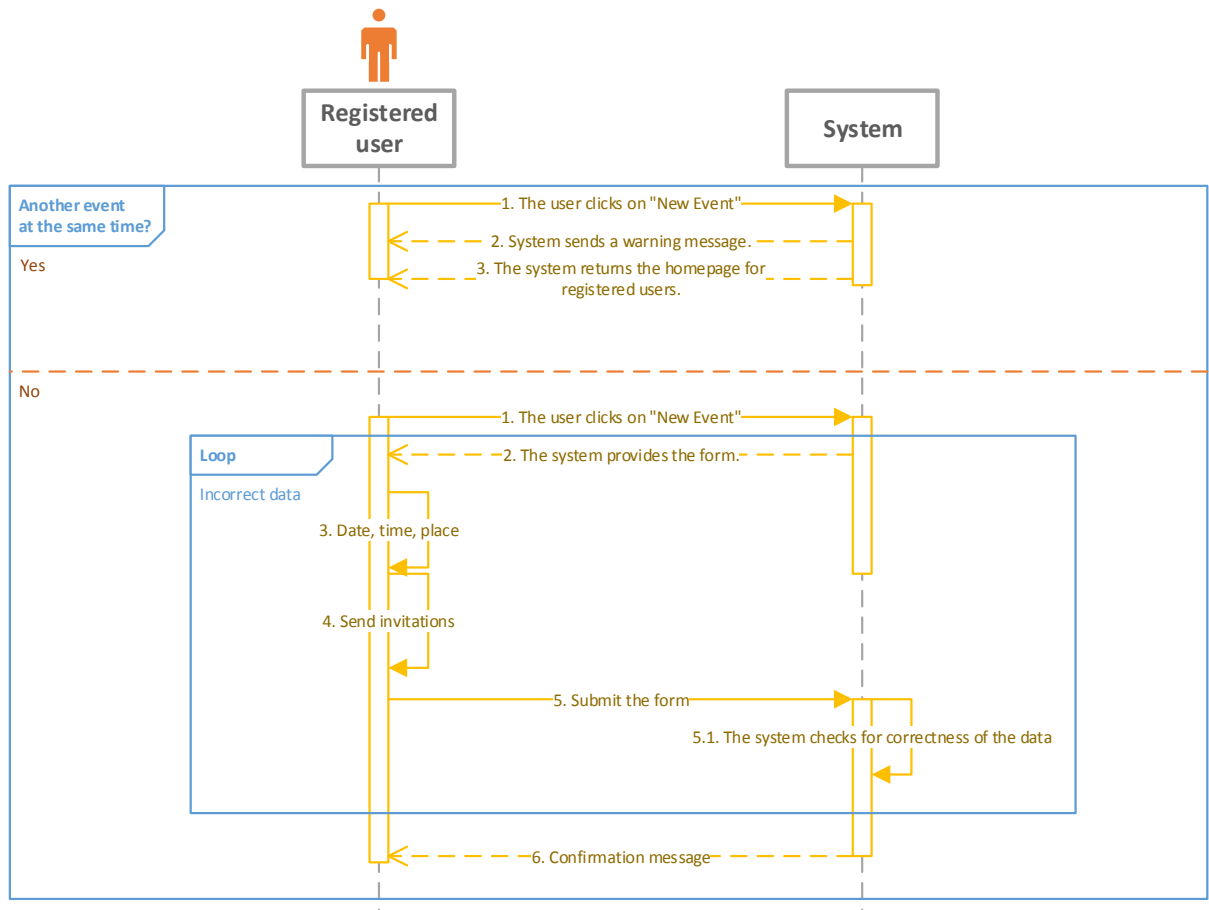 Registered
user
System
Another event
at the same time?
1. The user clicks on "New Event"
2. System sends a warning message.
Yes
3. The system returns the homepage for
registered users.
No
1. The user clicks on "New Event"
Loop
2. The system provides the form.
Incorrect data
3. Date, time, place
4. Send invitations
5. Submit the form
5.1. The system checks for correctness of the data
6. Confirmation message